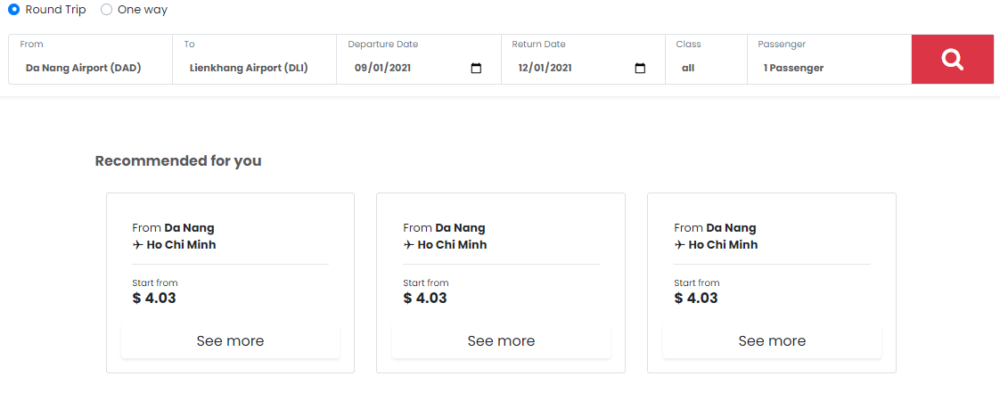 Round Trip One way
From To Departure Date Return Date Class Passenger
Da Nang Airport (DAD) Lienkhang Airport (DLI) 09/01/2021 12/01/2021 all 1 Passenger
Recommended for you
From Da Nang From Da Nang From Da Nang
Ho Chi Minh Ho Chi Minh Ho Chi Minh
Start from Start from Start from
$ 4.03 $ 4.03 $ 4.03
See more See more See more